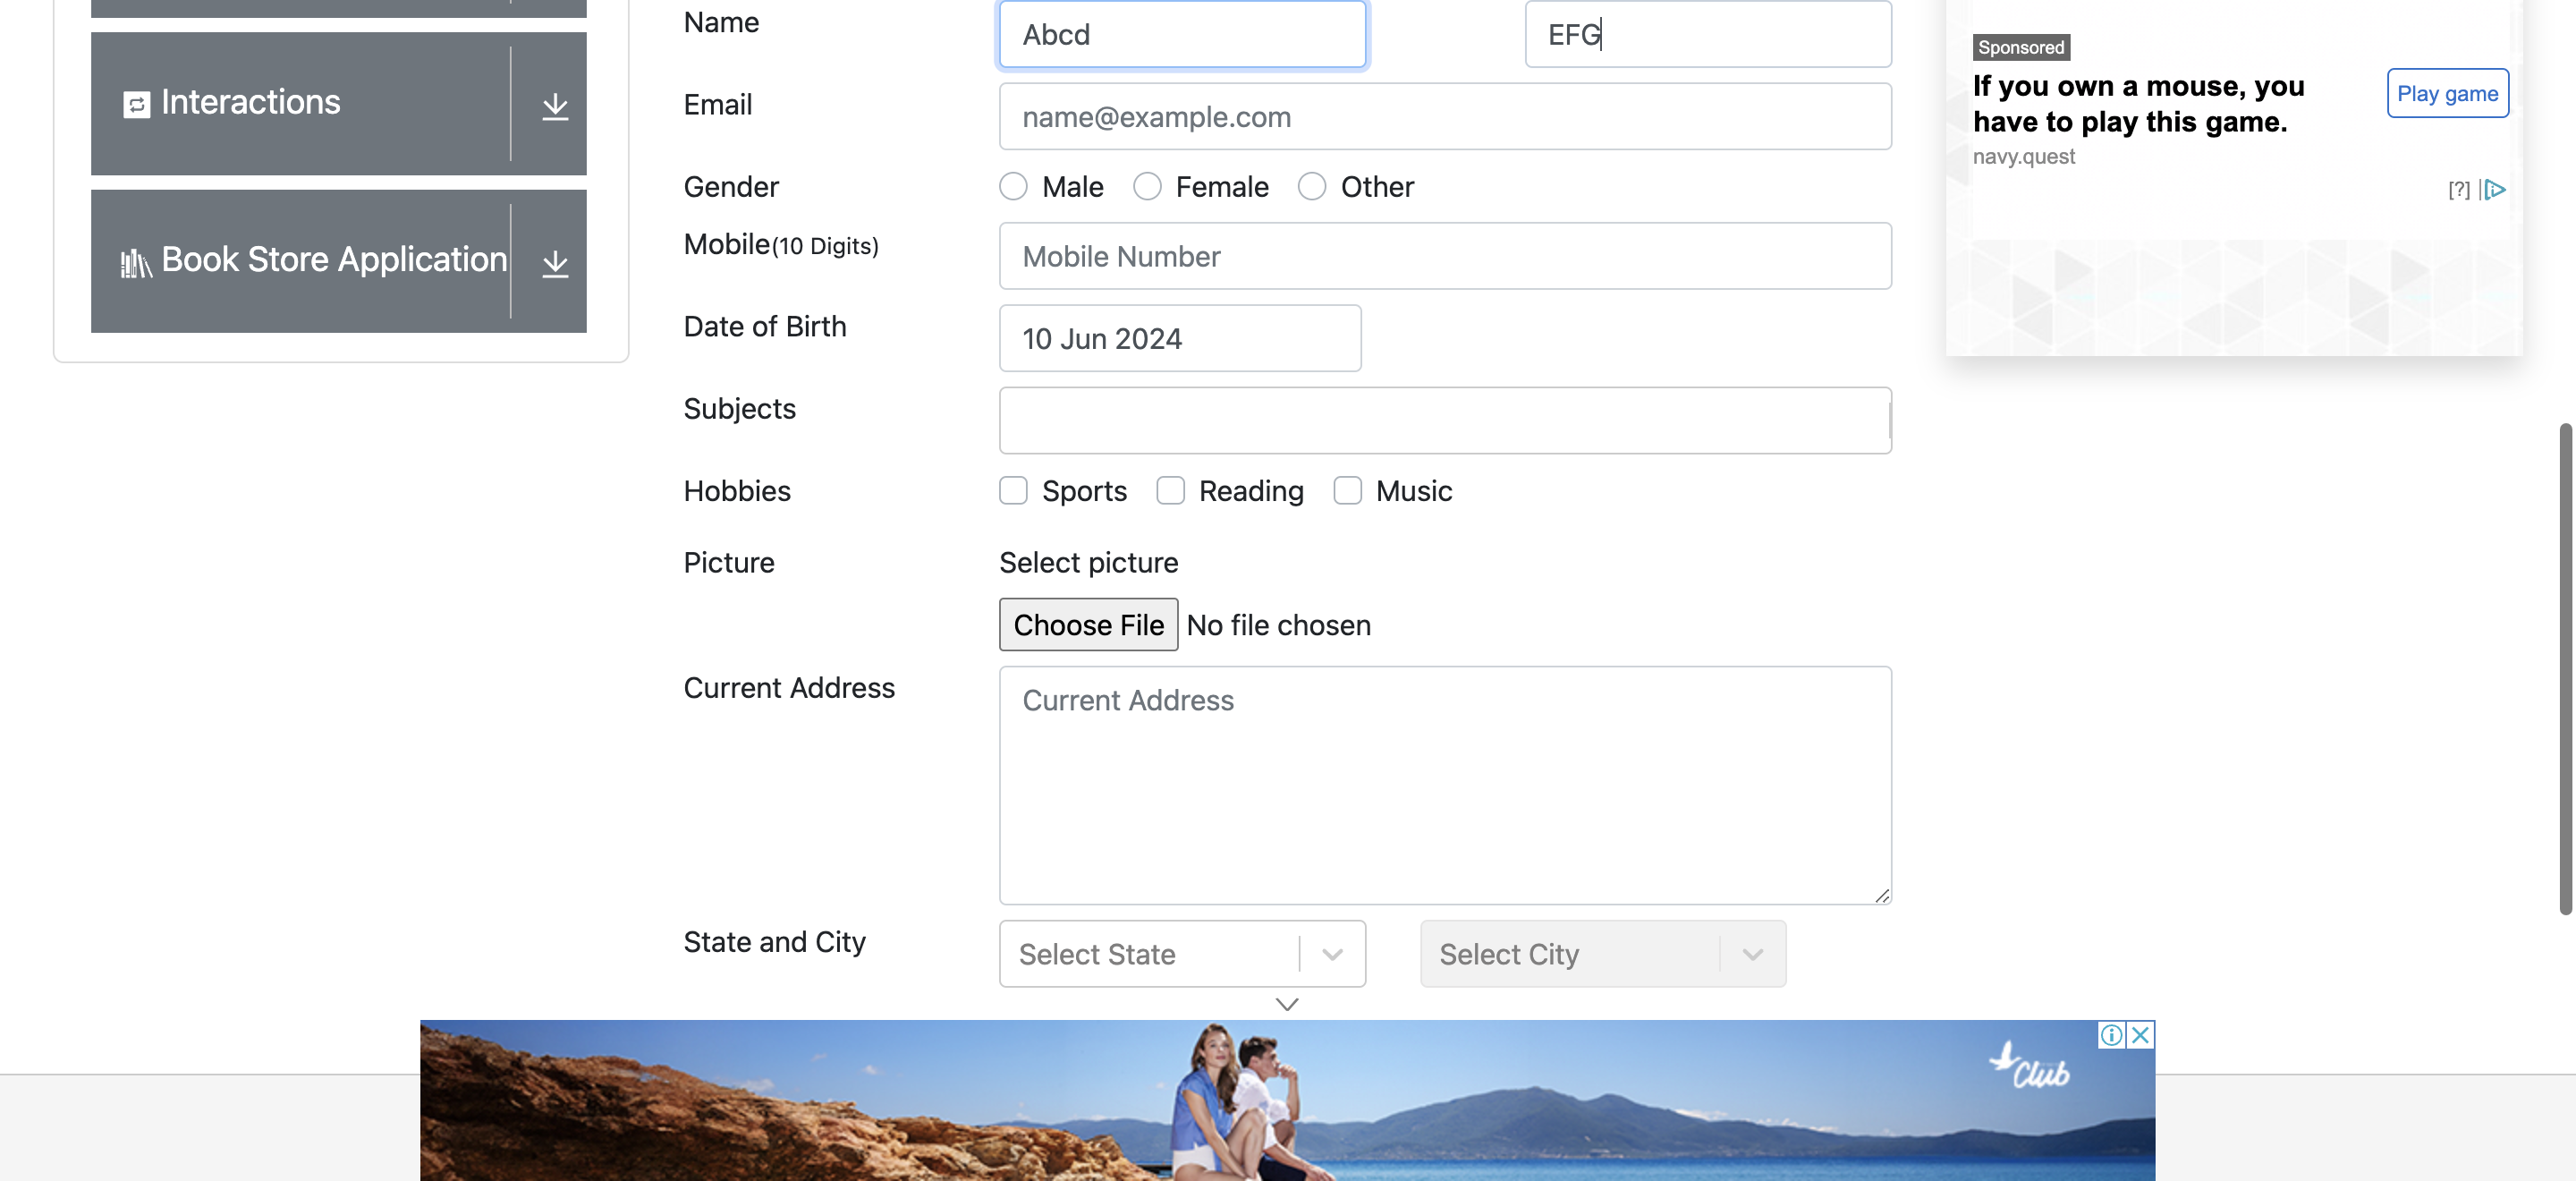 Interactions
Book Store Application
Name
Abcd
EFG
Email
name@example.com
Gender
Male
Female
Other
Mobile(10 Digits)
Mobile Number
Date of Birth
10 Jun 2024
Subjects
Hobbies
Sports
Reading
Music
Picture
Select picture
Choose File No file chosen
Current Address
Current Address
State and City
Select State
Select City
Sponsored
If you own a mouse, you
have to play this game.
navy.quest
Play game
[?]
Club